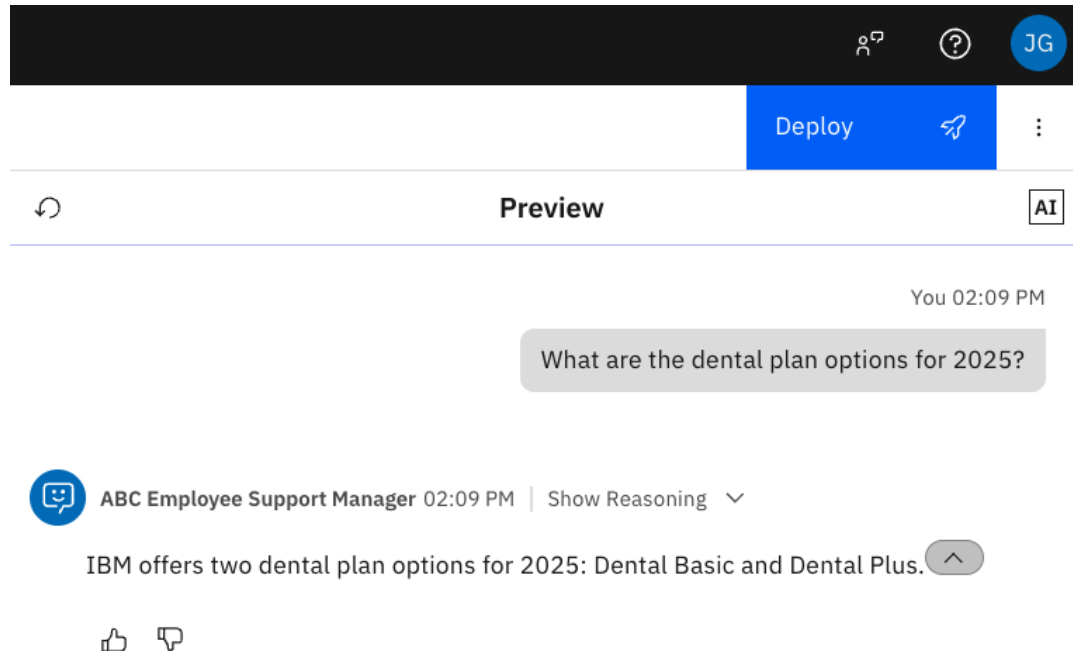 JG
Deploy
Preview
AI
You 02:09 PM
What are the dental plan options for 2025?
ABC Employee Support Manager 02:09 PM | Show Reasoning
IBM offers two dental plan options for 2025: Dental Basic and Dental Plus.